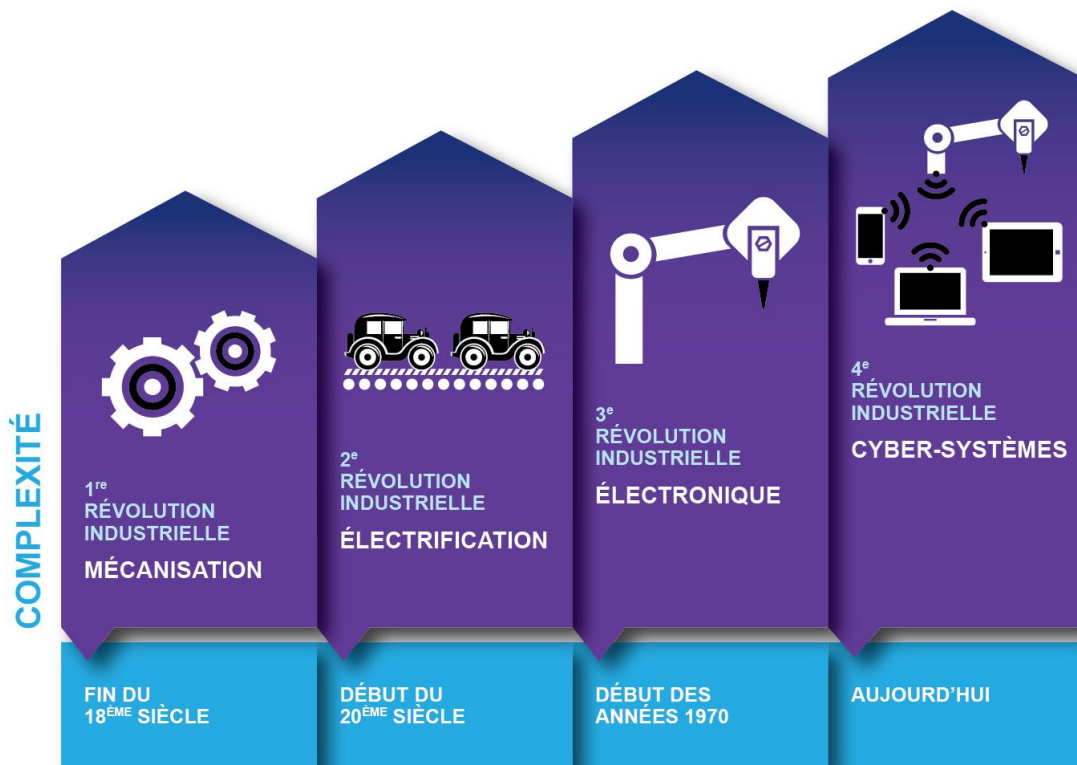 COMPLEXITÉ
1re
RÉVOLUTION
INDUSTRIELLE
MÉCANISATION
FIN DU
18ÈME SIÈCLE
2e
RÉVOLUTION
INDUSTRIELLE
ÉLECTRIFICATION
DÉBUT DU
20ÈME SIÈCLE
3e
RÉVOLUTION
INDUSTRIELLE
ÉLECTRONIQUE
DÉBUT DES
ANNÉES 1970
4e
RÉVOLUTION
INDUSTRIELLE
CYBER-SYSTÈMES
AUJOURD'HUI